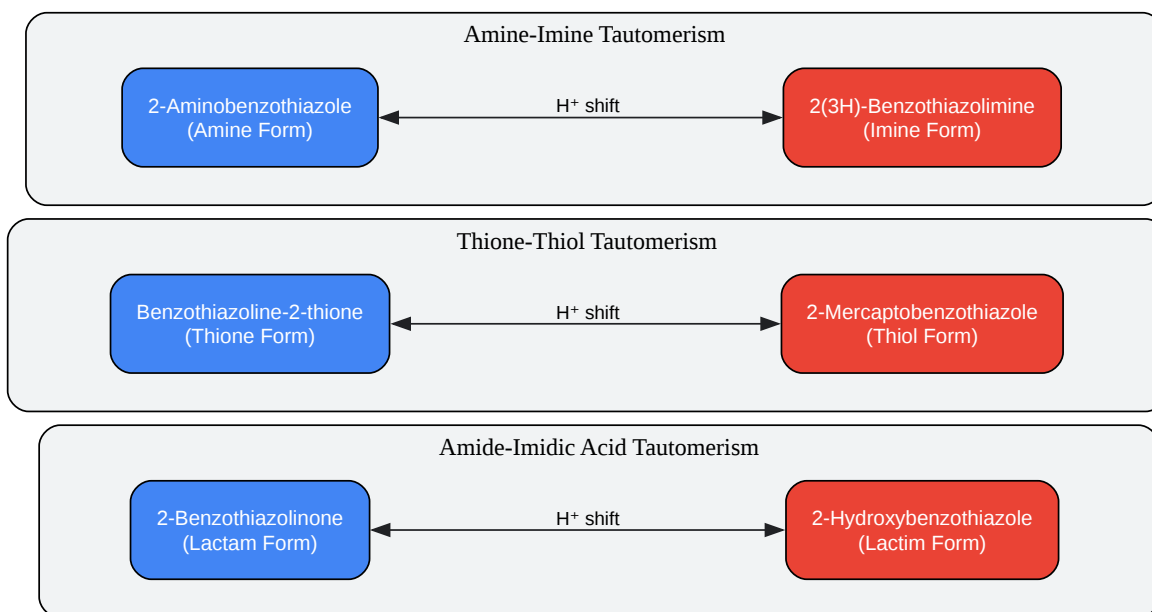 Amine-Imine Tautomerism
2-Aminobenzothiazole
(Amine Form)
H⁺ shift
2(3H)-Benzothiazolimine
(Imine Form)
Thione-Thiol Tautomerism
Benzothiazoline-2-thione
(Thione Form)
H⁺ shift
2-Mercaptobenzothiazole
(Thiol Form)
Amide-Imidic Acid Tautomerism
2-Benzothiazolinone
(Lactam Form)
H⁺ shift
2-Hydroxybenzothiazole
(Lactim Form)